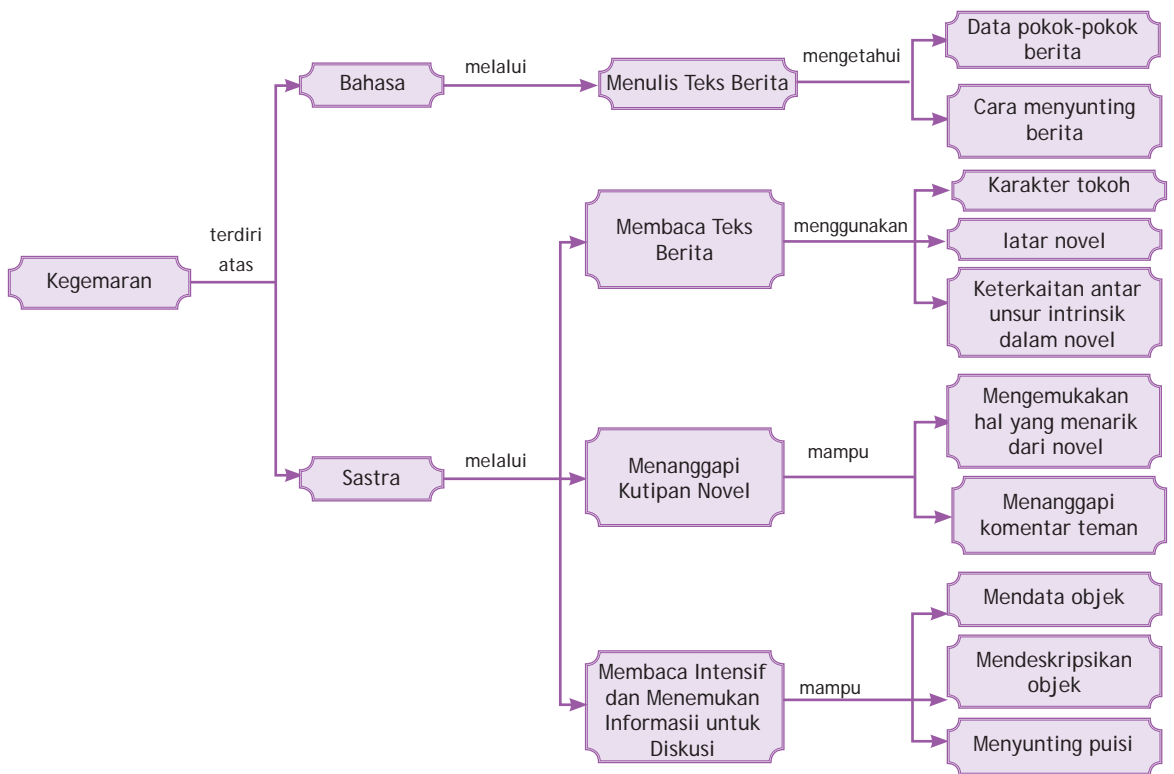 Kegemaran
terdiri
atas
Bahasa
melalui
Menulis Teks Berita
mengetahui
Data pokok-pokok
berita
Cara menyunting
berita
Sastra
melalui
Membaca Teks
Berita
menggunakan
Karakter tokoh
latar novel
Keterkaitan antar
unsur intrinsik
dalam novel
Menanggapi
Kutipan Novel
mampu
Mengemukakan
hal yang menarik
dari novel
Menanggapi
komentar teman
Membaca Intensif
dan Menemukan
Informasii untuk
Diskusi
mampu
Mendata objek
Mendeskripsikan
objek
Menyunting puisi